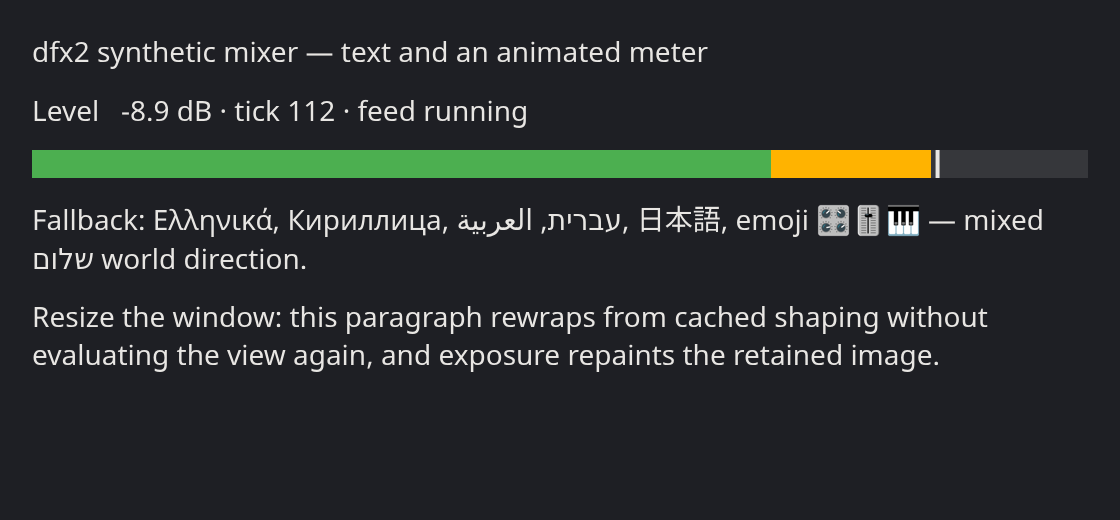 dfx2 synthetic mixer — text and an animated meter
Level -8.9 dB · tick 112 · feed running
Fallback: Ελληνικά, Кириллица, العربية, עברית, 日本語, emoji 🎛🎚🎹 — mixed
שלום world direction.
Resize the window: this paragraph rewraps from cached shaping without
evaluating the view again, and exposure repaints the retained image.